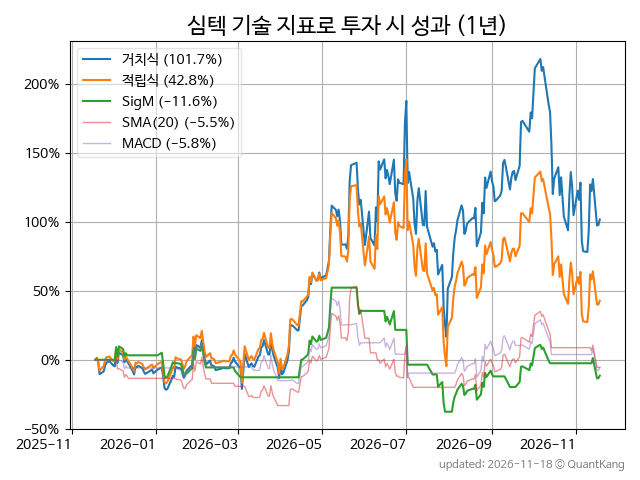 심텍 기술 지표로 투자 시 성과 (1년)
거치식 (101.7%)
적립식 (42.8%)
SigM (−11.6%)
SMA(20) (−5.5%)
MACD (−5.8%)
200%
150%
100%
50%
0%
−50%
2025-11 2026-01 2026-03 2026-05 2026-07 2026-09 2026-11
updated: 2026-11-18 © QuantKang